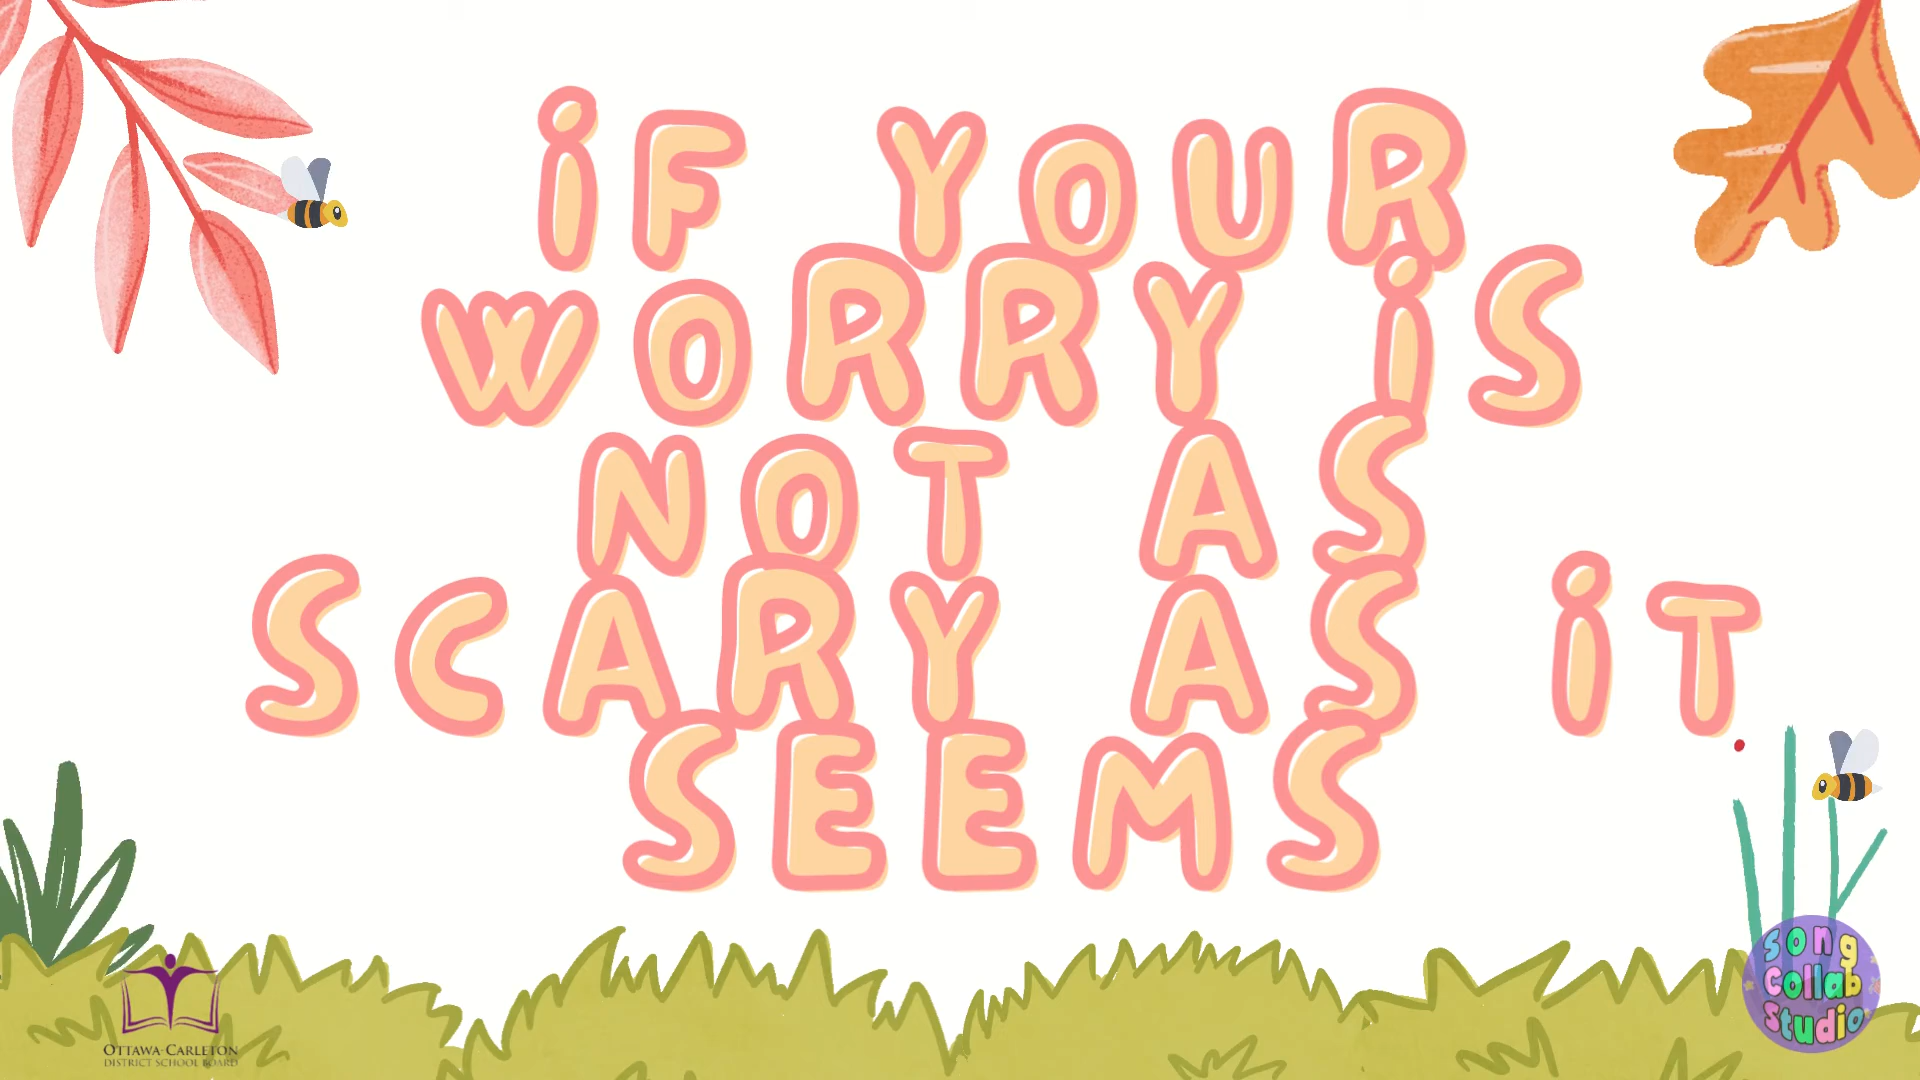 iF YOUR
WORRY iS
NOT AS
SCARY AS iT
SEEMS
OTTAWA-CARLETON
DISTRICT SCHOOL BOARD
song
Collab
Studio